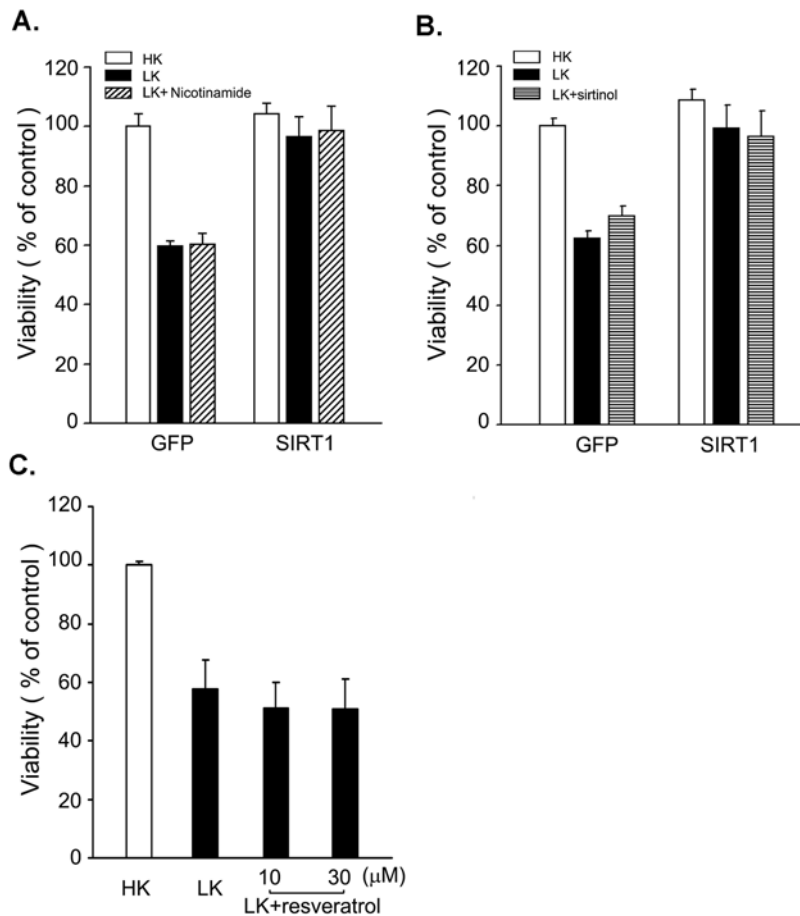 A.
HK
LK
LK+ Nicotinamide
120
100
80
60
40
20
0
Viability ( % of control )
GFP
SIRT1
B.
HK
LK
LK+sirtinol
120
100
80
60
40
20
0
Viability ( % of control )
GFP
SIRT1
C.
120
100
80
60
40
20
0
Viability ( % of control )
HK
LK
10
30
(μM)
LK+resveratrol